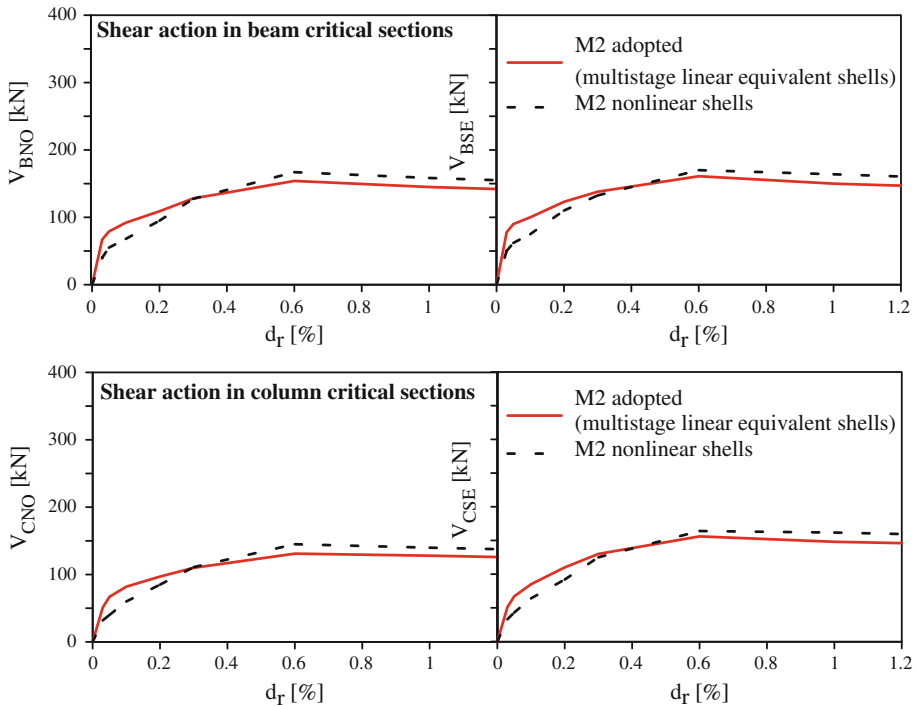 Shear action in beam critical sections
400
300
200
100
0
V_BNO [kN]
0 0.2 0.4 0.6 0.8 1
d_r [%]
V_BSE [kN]
M2 adopted
(multistage linear equivalent shells)
M2 nonlinear shells
0 0.2 0.4 0.6 0.8 1 1.2
d_r [%]
Shear action in column critical sections
400
300
200
100
0
V_CNO [kN]
0 0.2 0.4 0.6 0.8 1
d_r [%]
V_CSE [kN]
M2 adopted
(multistage linear equivalent shells)
M2 nonlinear shells
0 0.2 0.4 0.6 0.8 1 1.2
d_r [%]